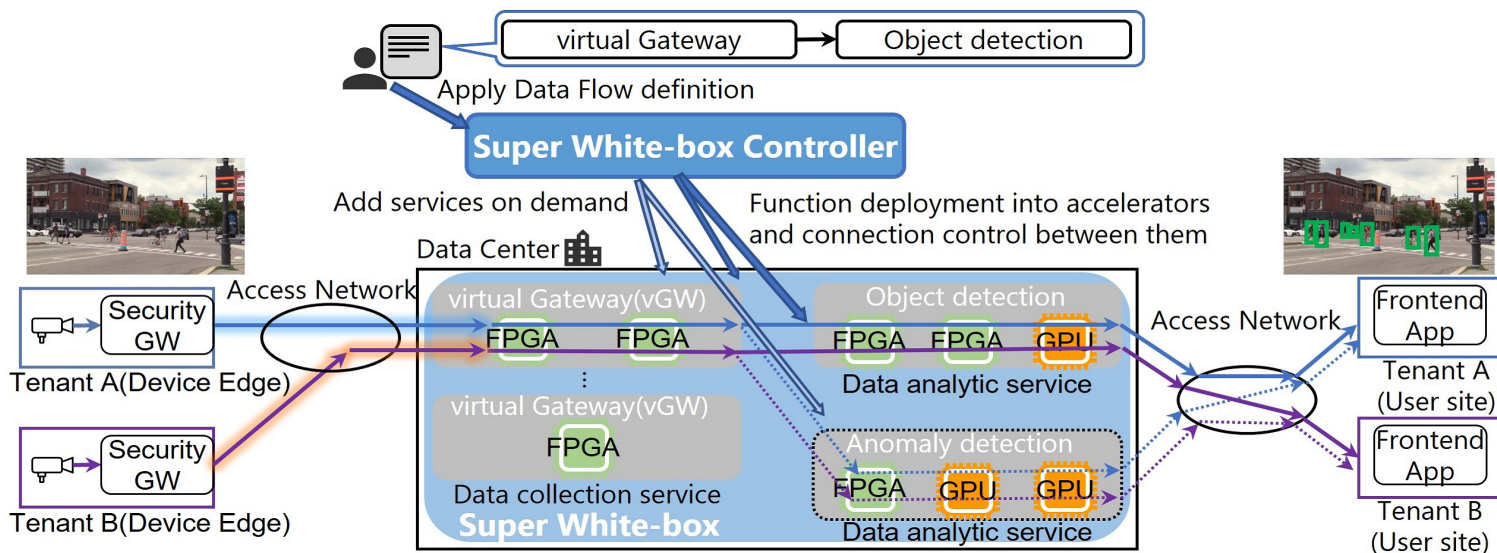 virtual Gateway
Object detection
Apply Data Flow definition
Super White-box Controller
Add services on demand
Function deployment into accelerators
and connection control between them
Data Center
Access Network
Security
GW
Tenant A(Device Edge)
Security
GW
Tenant B(Device Edge)
virtual Gateway(vGW)
FPGA
FPGA
⋮
virtual Gateway(vGW)
FPGA
Data collection service
Super White-box
Object detection
FPGA
FPGA
GPU
Data analytic service
Anomaly detection
FPGA
GPU
GPU
Data analytic service
Access Network
Frontend
App
Tenant A
(User site)
Frontend
App
Tenant B
(User site)